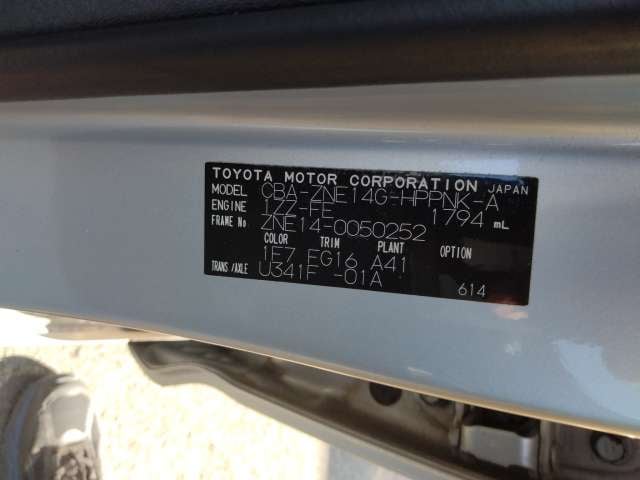 TOYOTA MOTOR CORPORATION JAPAN
MODEL CBA-ZNE14G-HPPNK-A
ENGINE 1ZZ-FE 1794 mL
FRAME No. ZNE14-0050252
COLOR TRIM PLANT OPTION
1E7 FG16 A41
TRANS/AXLE U341F -01A
614